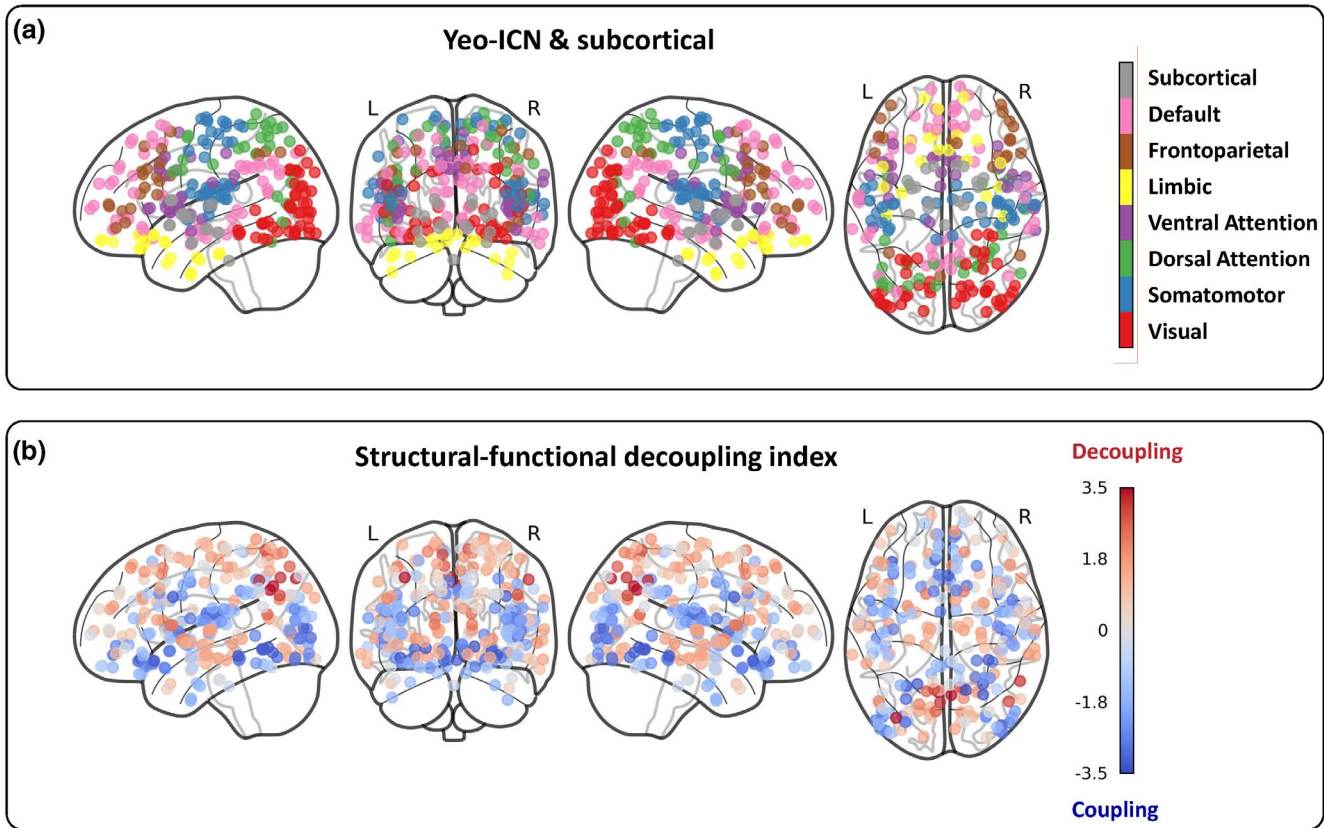 (a)
Yeo-ICN & subcortical
L
R
L
R
Subcortical
Default
Frontoparietal
Limbic
Ventral Attention
Dorsal Attention
Somatomotor
Visual
(b)
Structural-functional decoupling index
L
R
L
R
Decoupling
3.5
1.8
0
-1.8
-3.5
Coupling